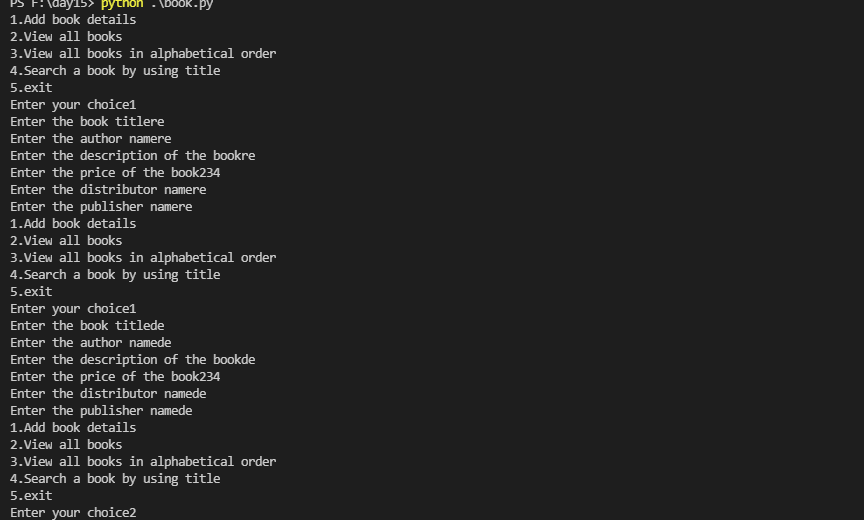 PS F:\day15> python .\book.py
1.Add book details
2.View all books
3.View all books in alphabetical order
4.Search a book by using title
5.exit
Enter your choice1
Enter the book titlere
Enter the author namere
Enter the description of the bookre
Enter the price of the book234
Enter the distributor namere
Enter the publisher namere
1.Add book details
2.View all books
3.View all books in alphabetical order
4.Search a book by using title
5.exit
Enter your choice1
Enter the book titlede
Enter the author namede
Enter the description of the bookde
Enter the price of the book234
Enter the distributor namede
Enter the publisher namede
1.Add book details
2.View all books
3.View all books in alphabetical order
4.Search a book by using title
5.exit
Enter your choice2